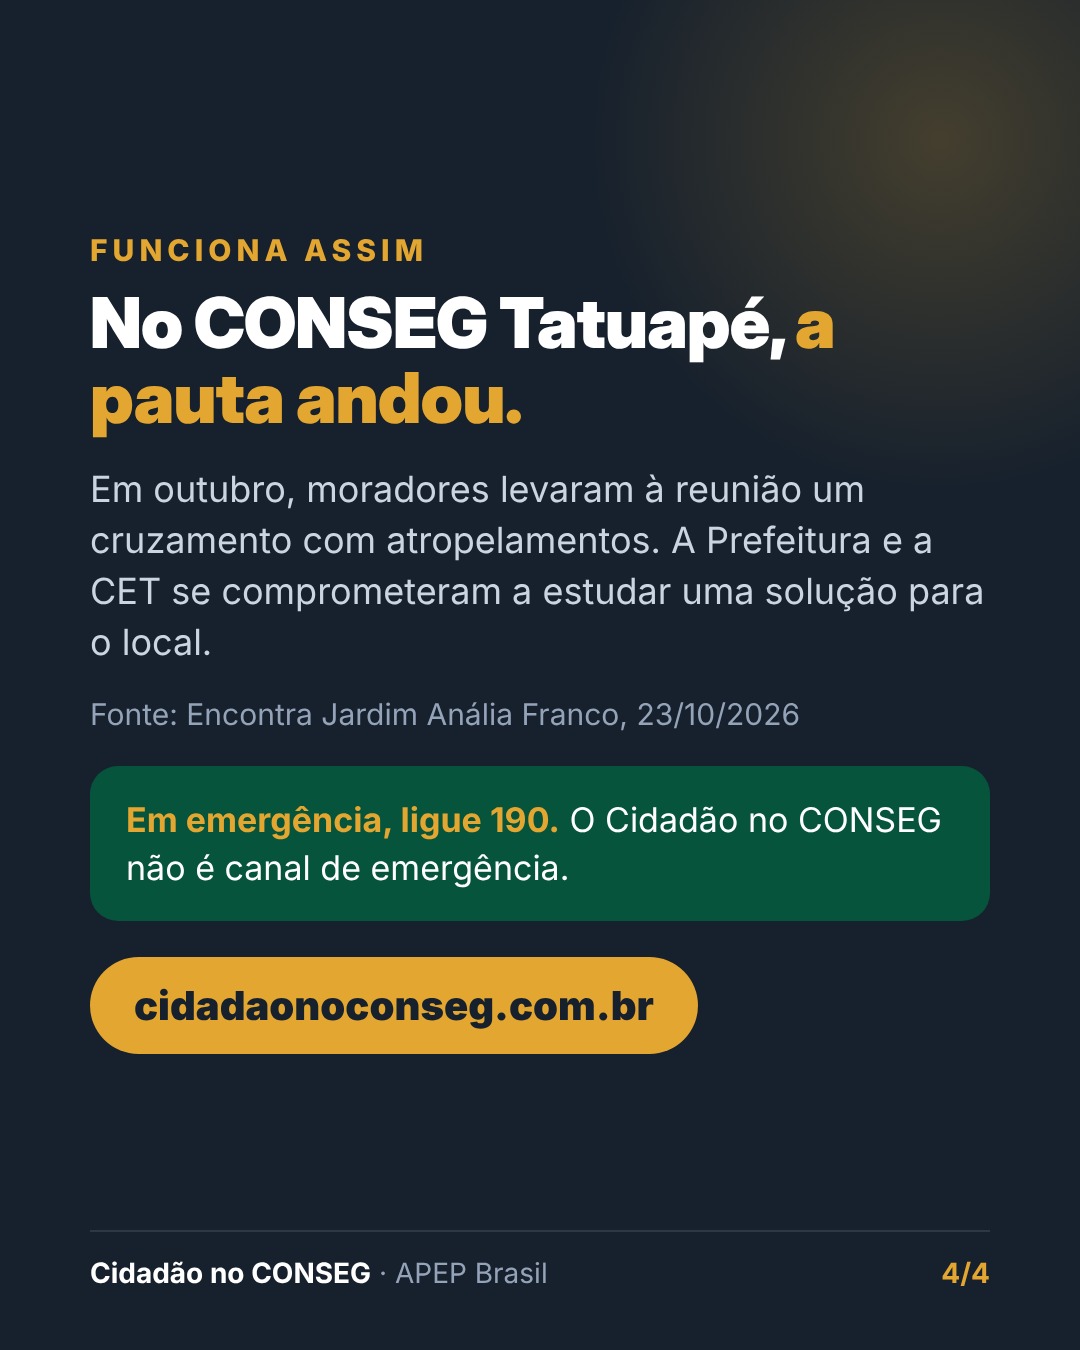 FUNCIONA ASSIM
No CONSEG Tatuapé, a
pauta andou.
Em outubro, moradores levaram à reunião um
cruzamento com atropelamentos. A Prefeitura e a
CET se comprometeram a estudar uma solução para
o local.
Fonte: Encontra Jardim Anália Franco, 23/10/2026
Em emergência, ligue 190. O Cidadão no CONSEG
não é canal de emergência.
cidadaonoconseg.com.br
Cidadão no CONSEG · APEP Brasil
4/4